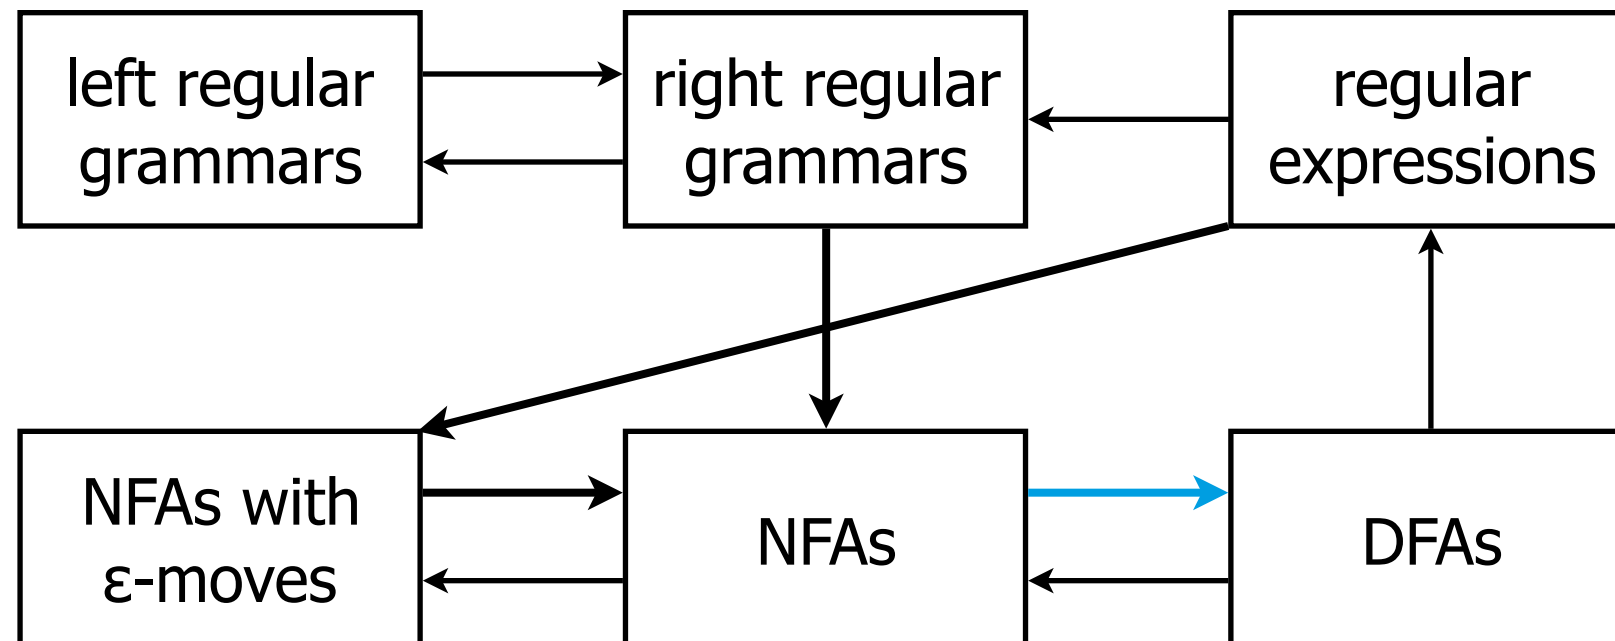 left regular
grammars
right regular
grammars
regular
expressions
NFAs with
ε-moves
NFAs
DFAs